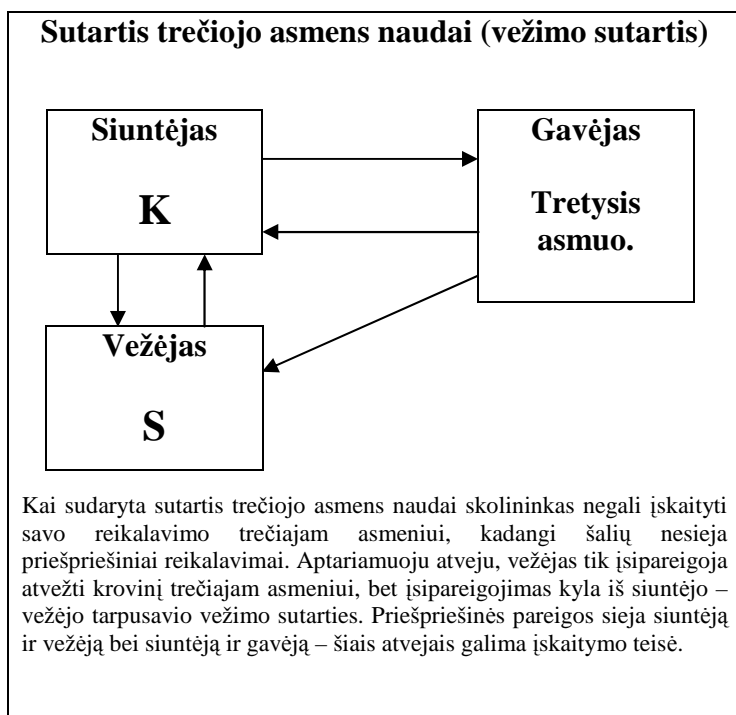 Sutartis trečiojo asmens naudai (vežimo sutartis)
Siuntėjas
K
Gavėjas
Tretysis
asmuo.
Vežėjas
S
Kai sudaryta sutartis trečiojo asmens naudai skolininkas negali įskaityti
savo reikalavimo trečiajam asmeniui, kadangi šalių nesieja
priešpriešiniai reikalavimai. Aptariamuoju atveju, vežėjas tik įsipareigoja
atvežti krovinį trečiajam asmeniui, bet įsipareigojimas kyla iš siuntėjo –
vežėjo tarpusavio vežimo sutarties. Priešpriešinės pareigos sieja siuntėją
ir vežėją bei siuntėją ir gavėją – šiais atvejais galima įskaitymo teisė.